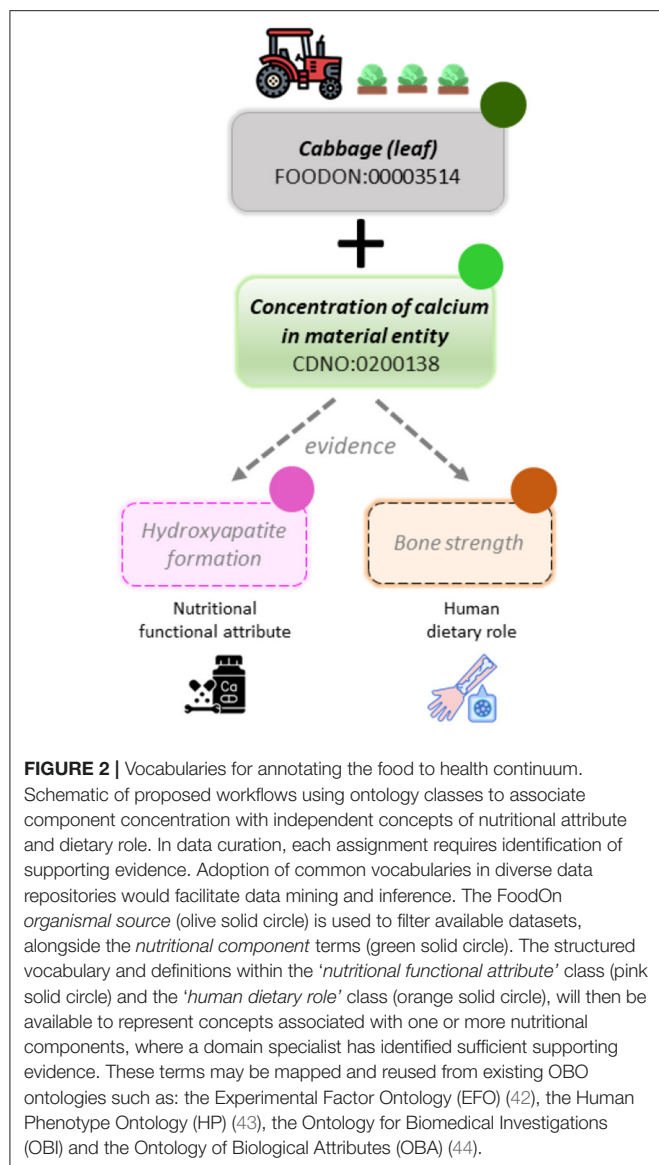 Cabbage (leaf)
FOODON:00003514
+
Concentration of calcium
in material entity
CDNO:0200138
evidence
Hydroxyapatite
formation
Bone strength
Nutritional
functional attribute
Human
dietary role
Ca
FIGURE 2 | Vocabularies for annotating the food to health continuum.
Schematic of proposed workflows using ontology classes to associate
component concentration with independent concepts of nutritional attribute
and dietary role. In data curation, each assignment requires identification of
supporting evidence. Adoption of common vocabularies in diverse data
repositories would facilitate data mining and inference. The FoodOn
organismal source (olive solid circle) is used to filter available datasets,
alongside the nutritional component terms (green solid circle). The structured
vocabulary and definitions within the ‘nutritional functional attribute’ class (pink
solid circle) and the ‘human dietary role’ class (orange solid circle), will then be
available to represent concepts associated with one or more nutritional
components, where a domain specialist has identified sufficient supporting
evidence. These terms may be mapped and reused from existing OBO
ontologies such as: the Experimental Factor Ontology (EFO) (42), the Human
Phenotype Ontology (HP) (43), the Ontology for Biomedical Investigations
(OBI) and the Ontology of Biological Attributes (OBA) (44).